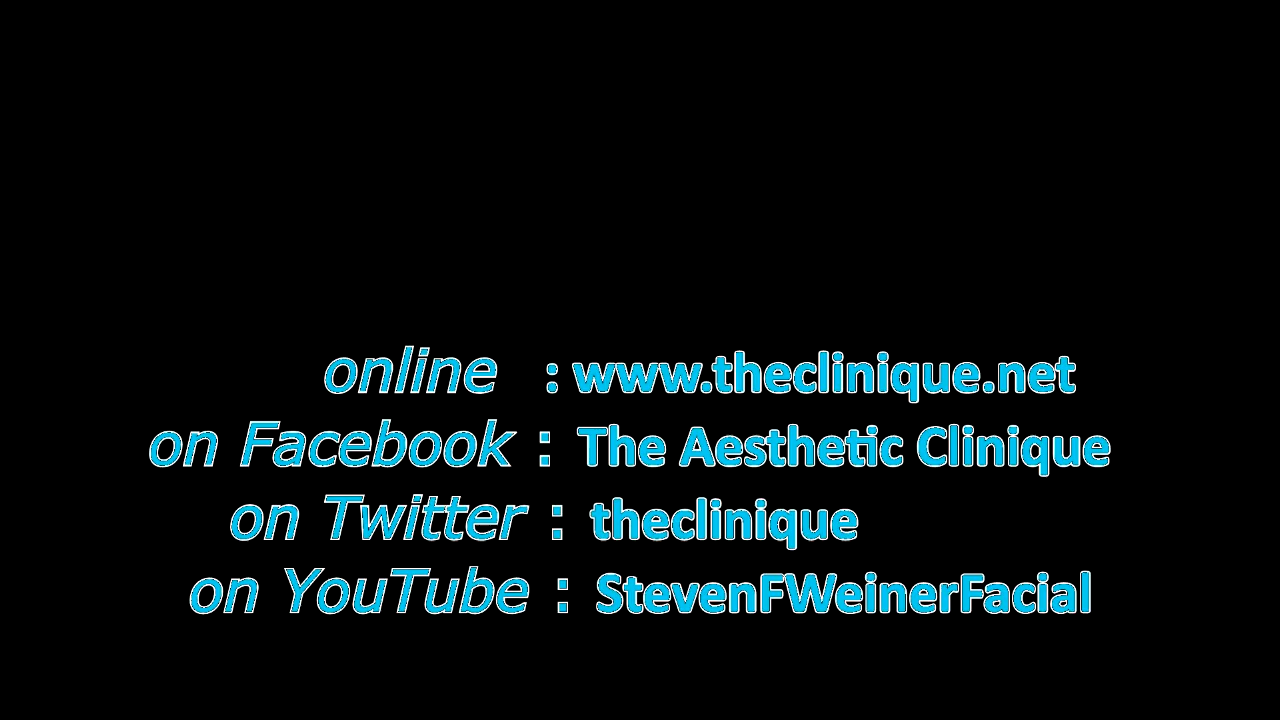 online : www.theclinique.net
on Facebook : The Aesthetic Clinique
on Twitter : theclinique
on YouTube : StevenFWeinerFacial